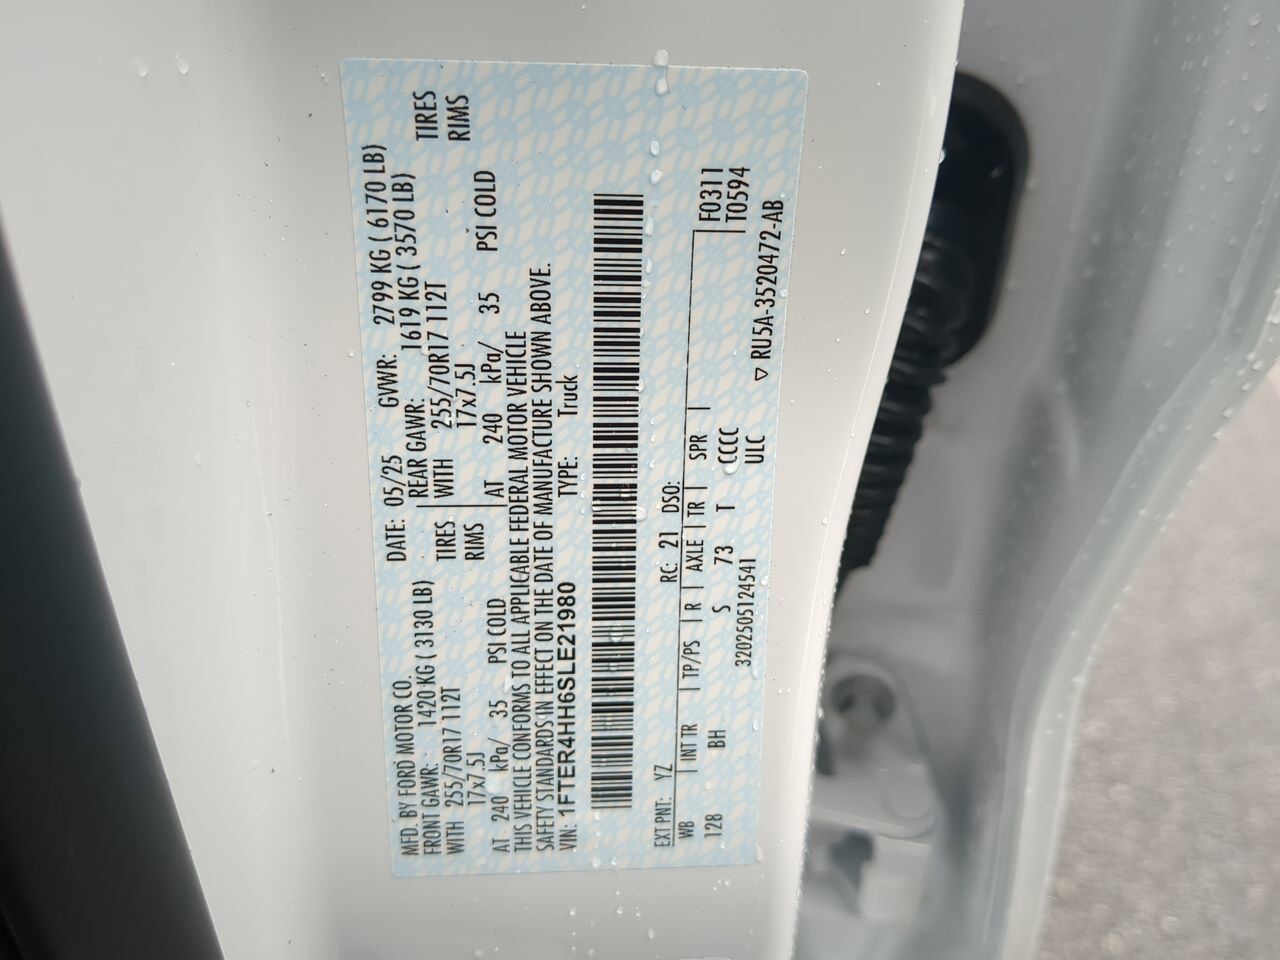 MFD. BY FORD MOTOR CO. DATE: 05/25 GVWR: 2799 KG ( 6170 LB)
FRONT GAWR: 1420 KG ( 3130 LB) REAR GAWR: 1619 KG ( 3570 LB)
WITH 255/70R17 112T TIRES WITH 255/70R17 112T TIRES
17x7.5J RIMS 17x7.5J RIMS
AT 240 kPa/ 35 PSI COLD AT 240 kPa/ 35 PSI COLD
THIS VEHICLE CONFORMS TO ALL APPLICABLE FEDERAL MOTOR VEHICLE
SAFETY STANDARDS IN EFFECT ON THE DATE OF MANUFACTURE SHOWN ABOVE.
VIN: 1FTER4HH6SLE21980 TYPE: Truck
EXT PNT: YZ RC: 21 DSO:
WB INT TR TP/PS R AXLE TR SPR F0311
128 BH S 73 T CCCC T0594
3202505124541 ULC
▽ RU5A-3520472-AB